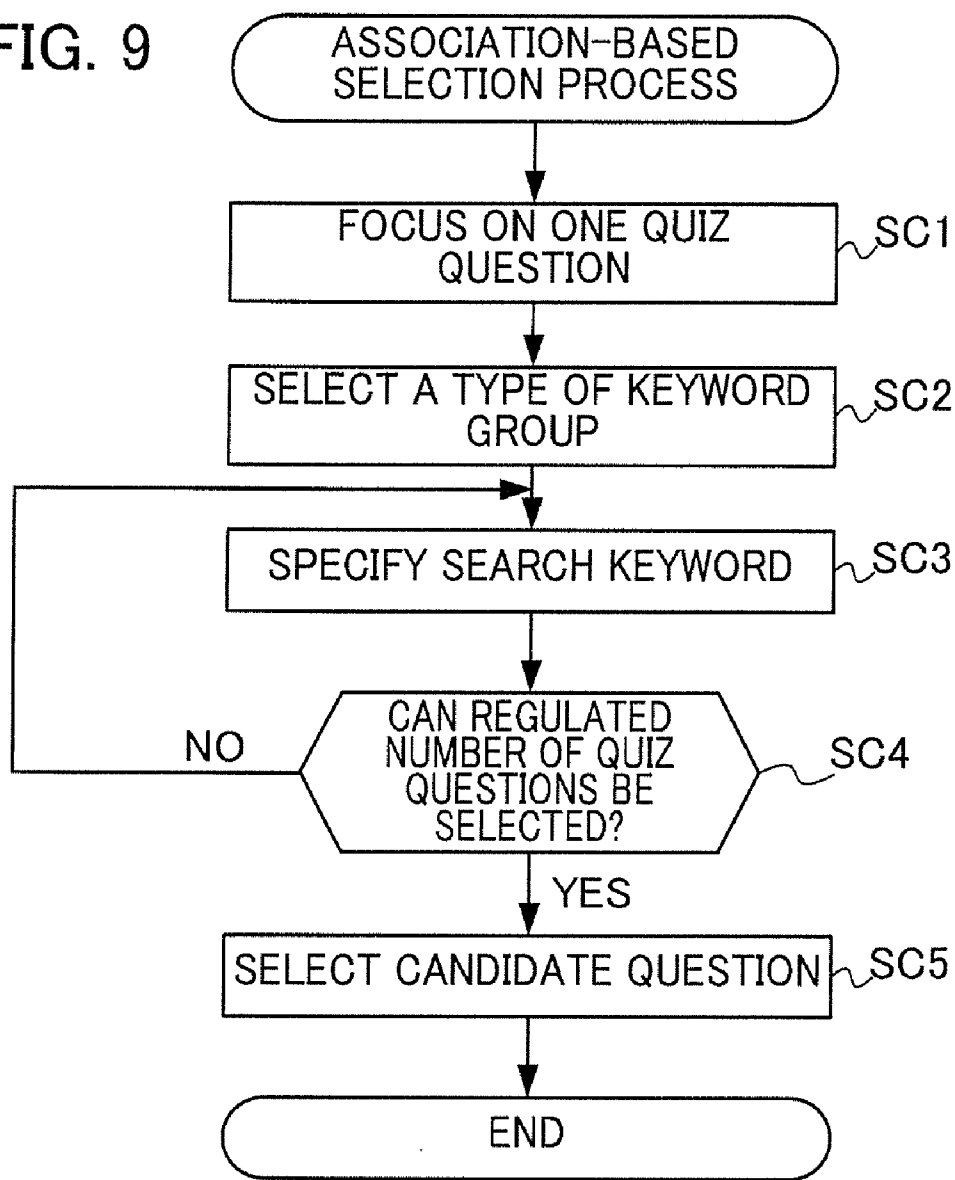 FIG. 9
ASSOCIATION-BASED
SELECTION PROCESS
FOCUS ON ONE QUIZ
QUESTION
SC1
SELECT A TYPE OF KEYWORD
GROUP
SC2
SPECIFY SEARCH KEYWORD
SC3
CAN REGULATED
NUMBER OF QUIZ
QUESTIONS BE
SELECTED?
SC4
NO
YES
SELECT CANDIDATE QUESTION
SC5
END